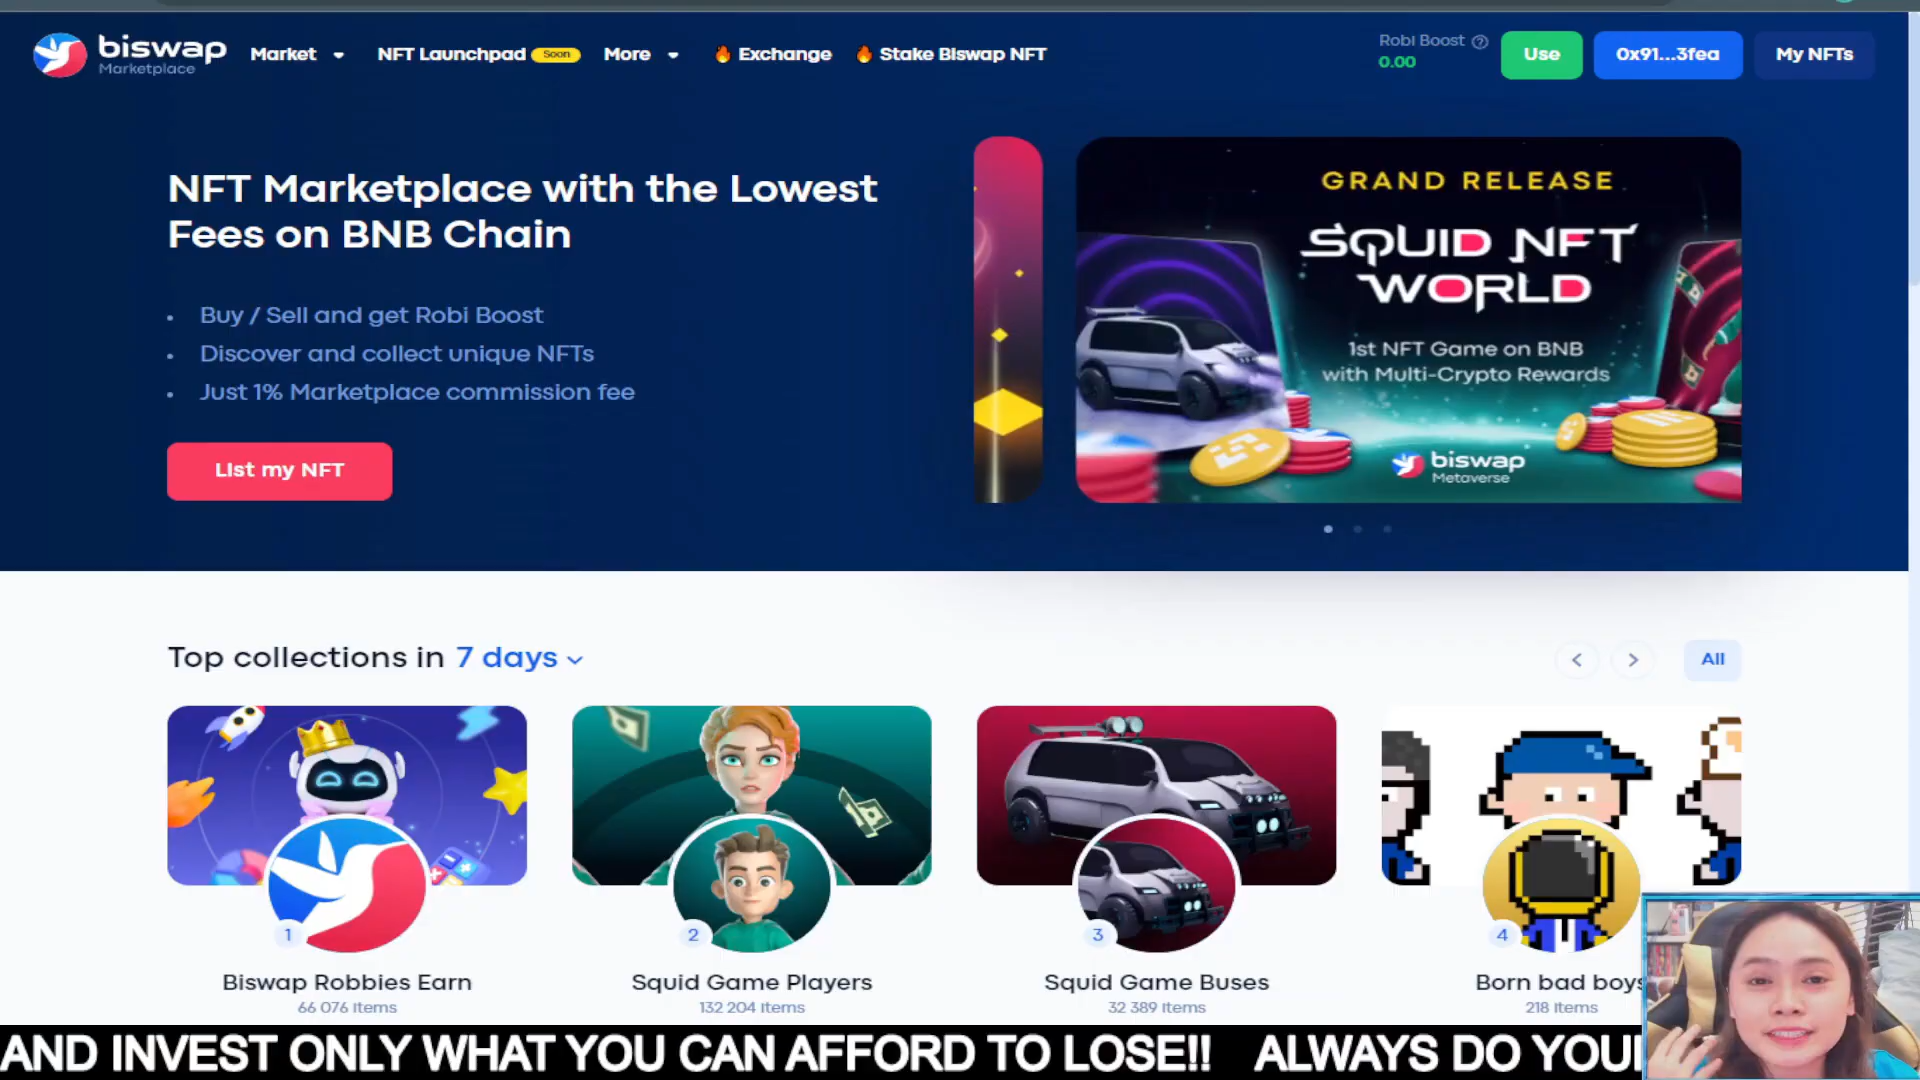 biswap
Marketplace
Market
NFT Launchpad Soon
More
Exchange
Stake Biswap NFT
Robi Boost
0.00
Use
0x91...3fea
My NFTs
NFT Marketplace with the Lowest
Fees on BNB Chain
Buy / Sell and get Robi Boost
Discover and collect unique NFTs
Just 1% Marketplace commission fee
List my NFT
GRAND RELEASE
SQUID NFT
WORLD
1st NFT Game on BNB
with Multi-Crypto Rewards
biswap
Metaverse
Top collections in 7 days
All
1
2
3
4
Biswap Robbies Earn
66 076 Items
Squid Game Players
132 204 Items
Squid Game Buses
32 389 Items
Born bad boys
218 Items
AND INVEST ONLY WHAT YOU CAN AFFORD TO LOSE!! ALWAYS DO YOUR